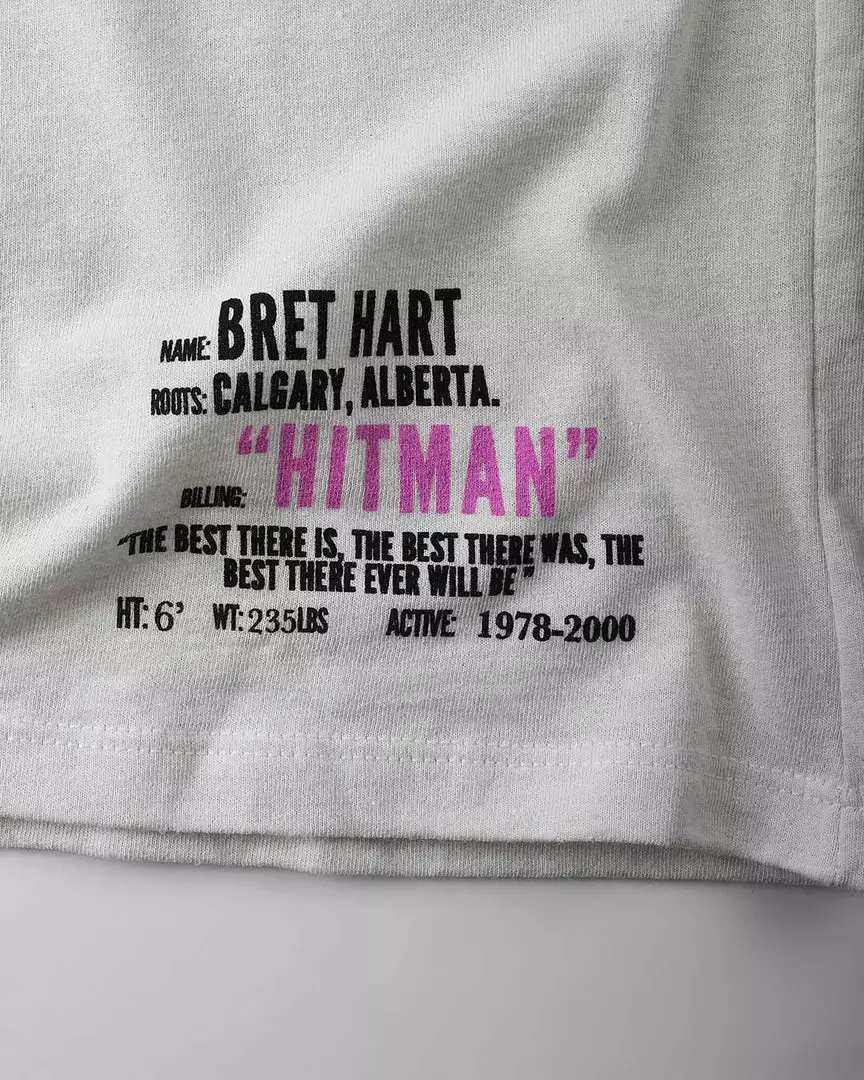 NAME: BRET HART
ROOTS: CALGARY, ALBERTA.
BILLING: “HITMAN”
“THE BEST THERE IS, THE BEST THERE WAS, THE
BEST THERE EVER WILL BE”
HT: 6’ WT: 235LBS ACTIVE: 1978-2000